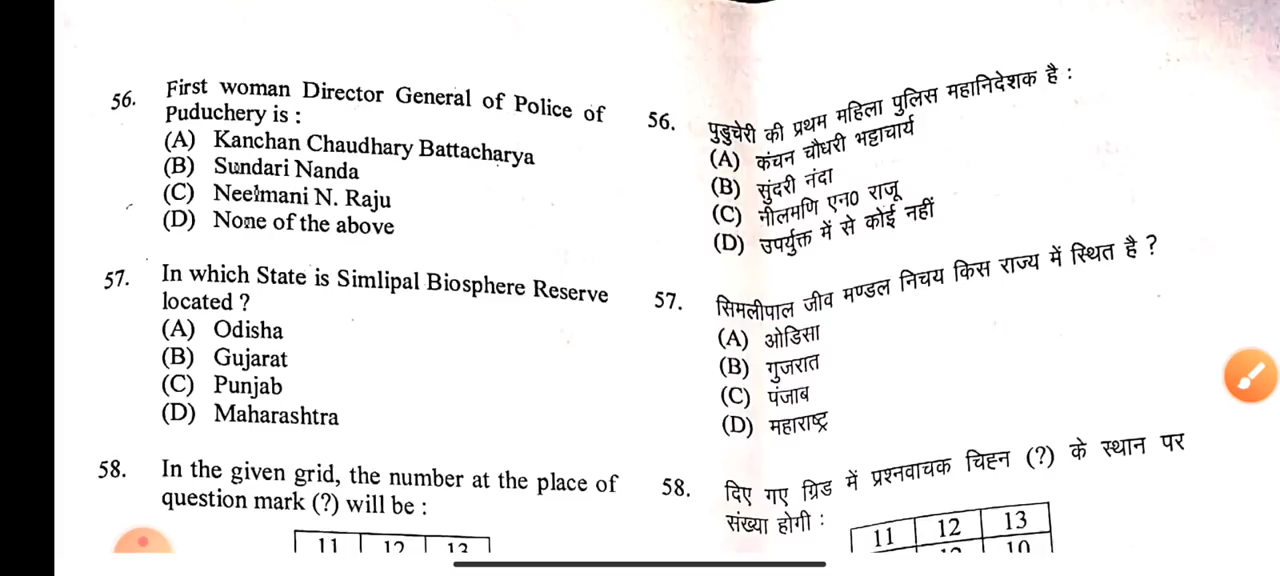 56. First woman Director General of Police of
Puduchery is :
(A) Kanchan Chaudhary Battacharya
(B) Sundari Nanda
(C) Neelmani N. Raju
(D) None of the above
57. In which State is Simlipal Biosphere Reserve
located ?
(A) Odisha
(B) Gujarat
(C) Punjab
(D) Maharashtra
58. In the given grid, the number at the place of
question mark (?) will be :
11 12 13
56. पुडुचेरी की प्रथम महिला पुलिस महानिदेशक है :
(A) कंचन चौधरी भट्टाचार्य
(B) सुंदरी नंदा
(C) नीलमणि एन0 राजू
(D) उपर्युक्त में से कोई नहीं
57. सिमलीपाल जीव मण्डल निचय किस राज्य में स्थित है ?
(A) ओडिसा
(B) गुजरात
(C) पंजाब
(D) महाराष्ट्र
58. दिए गए ग्रिड में प्रश्नवाचक चिह्न (?) के स्थान पर
संख्या होगी :
11 12 13
10